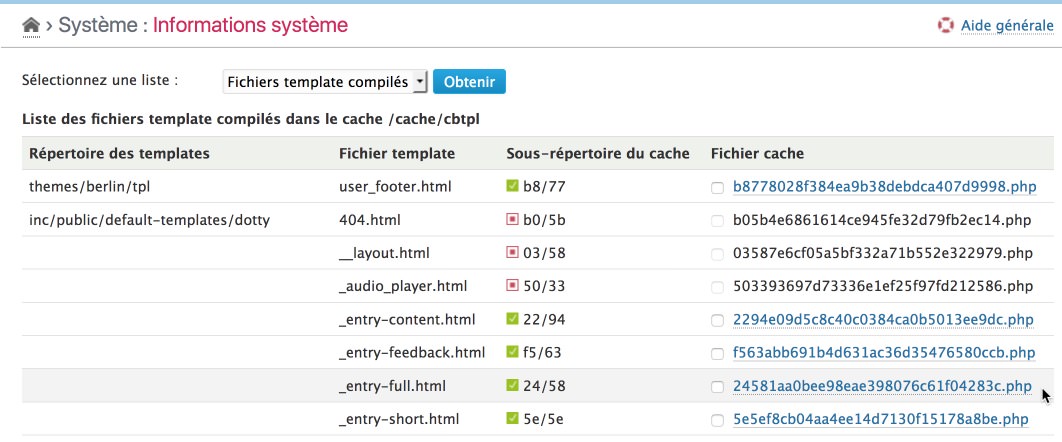 › Système : Informations système
Aide générale
Sélectionnez une liste : Fichiers template compilés Obtenir
Liste des fichiers template compilés dans le cache /cache/cbtpl
Répertoire des templates Fichier template Sous-répertoire du cache Fichier cache
themes/berlin/tpl user_footer.html b8/77 b8778028f384ea9b38debdca407d9998.php
inc/public/default-templates/dotty 404.html b0/5b b05b4e6861614ce945fe32d79fb2ec14.php
__layout.html 03/58 03587e6cf05a5bf332a71b552e322979.php
_audio_player.html 50/33 503393697d73336e1ef25f97fd212586.php
_entry-content.html 22/94 2294e09d5c8c40c0384ca0b5013ee9dc.php
_entry-feedback.html f5/63 f563abb691b4d631ac36d35476580ccb.php
_entry-full.html 24/58 24581aa0bee98eae398076c61f04283c.php
_entry-short.html 5e/5e 5e5ef8cb04aa4ee14d7130f15178a8be.php